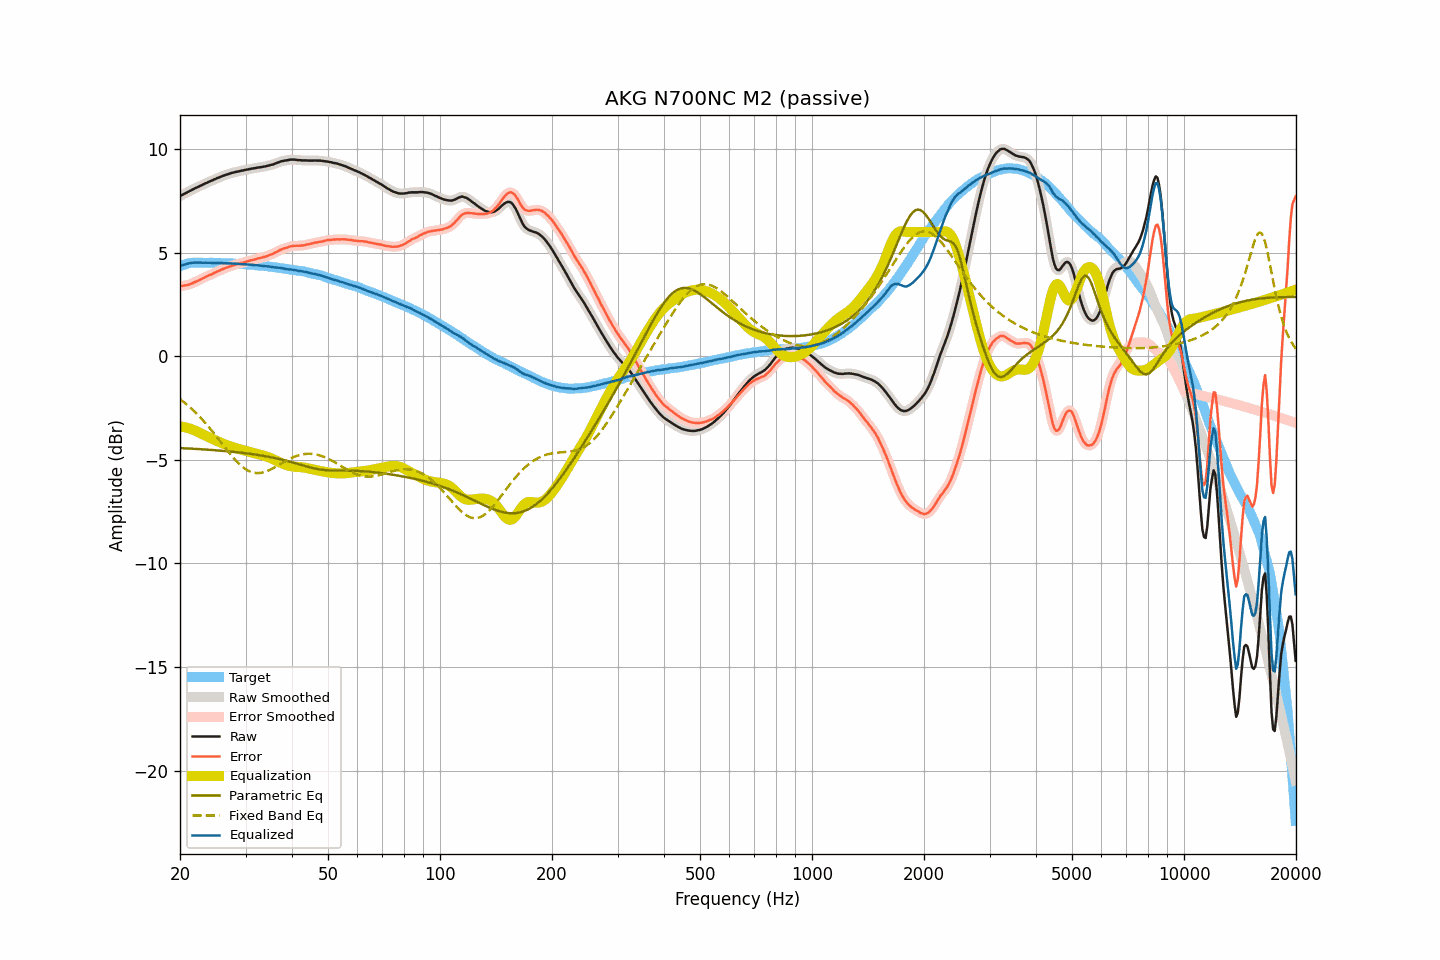 AKG N700NC M2 (passive)
Amplitude (dBr)
10
5
0
−5
−10
−15
−20
Target
Raw Smoothed
Error Smoothed
Raw
Error
Equalization
Parametric Eq
Fixed Band Eq
Equalized
20 50 100 200 500 1000 2000 5000 10000 20000
Frequency (Hz)